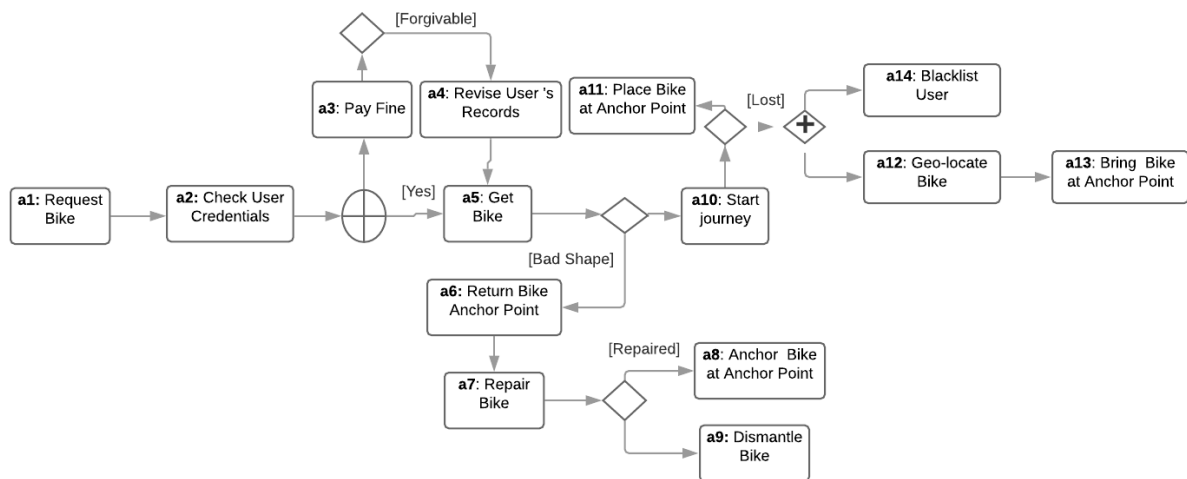 [Forgivable]
a3: Pay Fine
a4: Revise User 's
Records
a11: Place Bike
at Anchor Point
[Lost]
a14: Blacklist
User
a1: Request
Bike
a2: Check User
Credentials
[Yes]
a5: Get
Bike
a10: Start
journey
a12: Geo-locate
Bike
a13: Bring Bike
at Anchor Point
[Bad Shape]
a6: Return Bike
Anchor Point
a7: Repair
Bike
[Repaired]
a8: Anchor Bike
at Anchor Point
a9: Dismantle
Bike